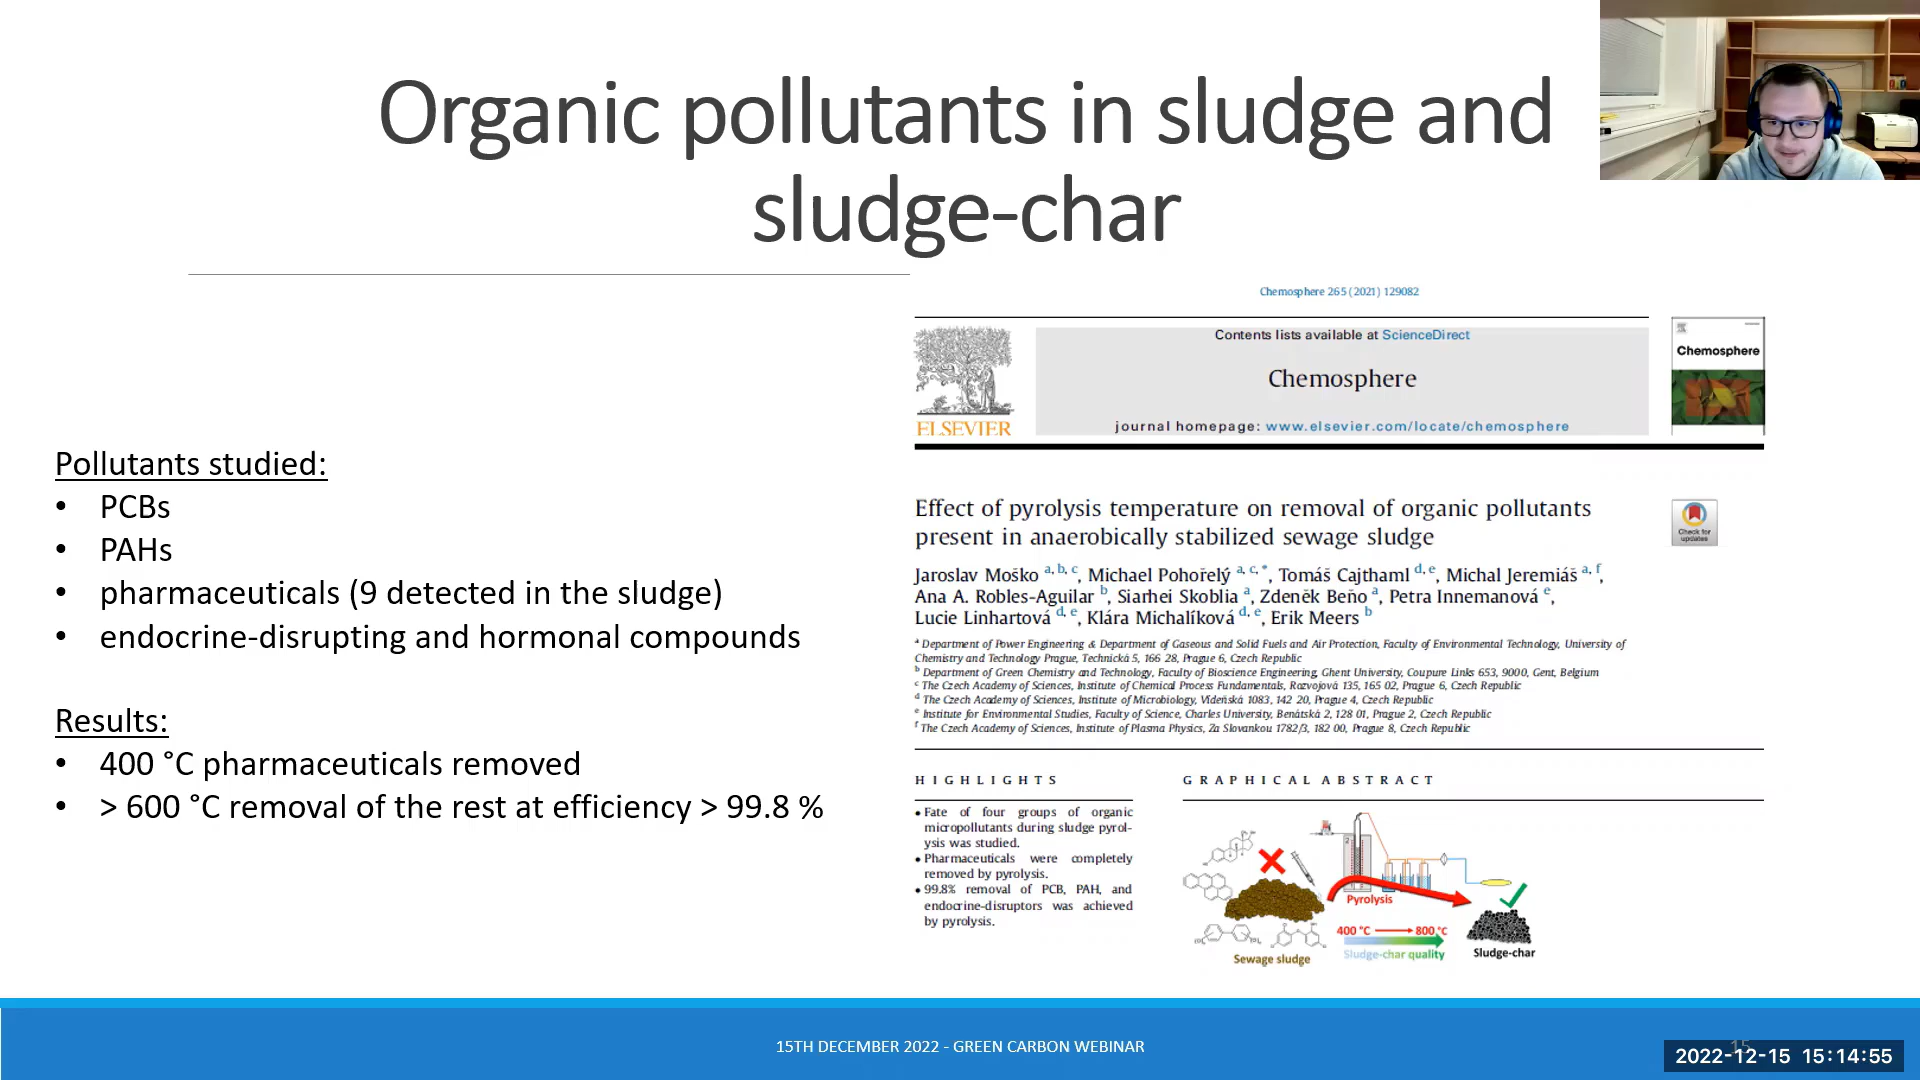 Organic pollutants in sludge and
sludge-char
Pollutants studied:
• PCBs
• PAHs
• pharmaceuticals (9 detected in the sludge)
• endocrine-disrupting and hormonal compounds
Results:
• 400 °C pharmaceuticals removed
• > 600 °C removal of the rest at efficiency > 99.8 %
Chemosphere 265 (2021) 129082
Contents lists available at ScienceDirect
Chemosphere
journal homepage: www.elsevier.com/locate/chemosphere
ELSEVIER
Chemosphere
Effect of pyrolysis temperature on removal of organic pollutants
present in anaerobically stabilized sewage sludge
Check for
updates
Jaroslav Moško a, b, c, Michael Pohořelý a, c, *, Tomáš Cajthaml d, e, Michal Jeremiáš a, f,
Ana A. Robles-Aguilar b, Siarhei Skoblia a, Zdeněk Beňo a, Petra Innemanová e,
Lucie Linhartová d, e, Klára Michalíková d, e, Erik Meers b
a Department of Power Engineering & Department of Gaseous and Solid Fuels and Air Protection, Faculty of Environmental Technology, University of
Chemistry and Technology Prague, Technická 5, 166 28, Prague 6, Czech Republic
b Department of Green Chemistry and Technology, Faculty of Bioscience Engineering, Ghent University, Coupure Links 653, 9000, Gent, Belgium
c The Czech Academy of Sciences, Institute of Chemical Process Fundamentals, Rozvojová 135, 165 02, Prague 6, Czech Republic
d The Czech Academy of Sciences, Institute of Microbiology, Vídeňská 1083, 142 20, Prague 4, Czech Republic
e Institute for Environmental Studies, Faculty of Science, Charles University, Benátská 2, 128 01, Prague 2, Czech Republic
f The Czech Academy of Sciences, Institute of Plasma Physics, Za Slovankou 1782/3, 182 00, Prague 8, Czech Republic
HIGHLIGHTS
• Fate of four groups of organic
micropollutants during sludge pyrol-
ysis was studied.
• Pharmaceuticals were completely
removed by pyrolysis.
• 99.8% removal of PCB, PAH, and
endocrine-disruptors was achieved
by pyrolysis.
GRAPHICAL ABSTRACT
Pyrolysis
400 °C 800 °C
Sludge-char quality
Sewage sludge
Sludge-char
15TH DECEMBER 2022 - GREEN CARBON WEBINAR
15
2022-12-15 15:14:55